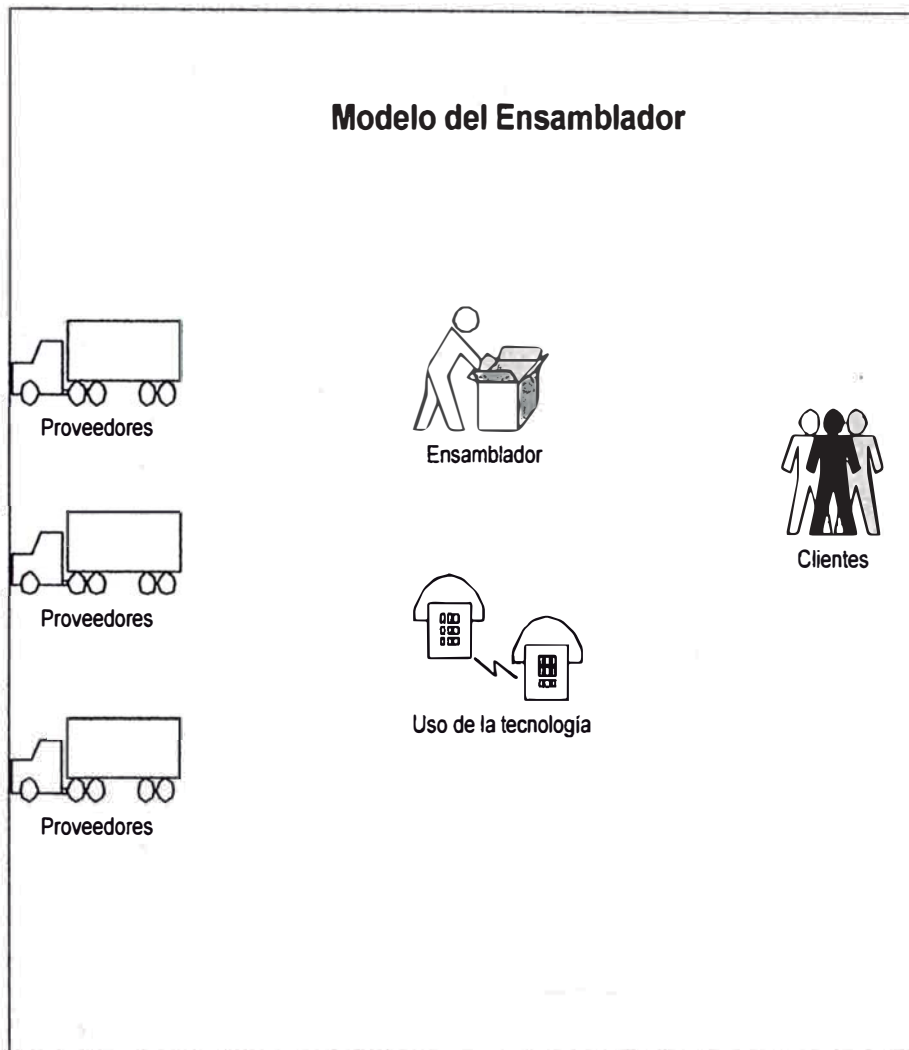 Modelo del Ensamblador
Proveedores
Ensamblador
Clientes
Proveedores
Uso de la tecnología
Proveedores